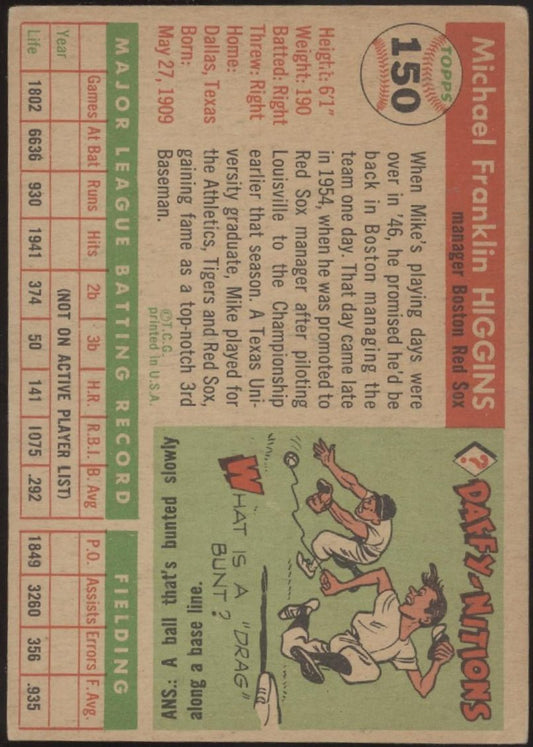 TOPPS
150
Michael Franklin HIGGINS
manager Boston Red Sox
Height: 6'1"
Weight: 190
Batted: Right
Threw: Right
Home:
Dallas, Texas
Born:
May 27, 1909
When Mike's playing days were
over in '46, he promised he'd be
back in Boston managing the
team one day. That day came late
in 1954, when he was promoted to
Red Sox manager after piloting
Louisville to the Championship
earlier that season. A Texas Uni-
versity graduate, Mike played for
the Athletics, Tigers and Red Sox,
gaining fame as a top-notch 3rd
Baseman.
©T.C.G.
printed in U.S.A.
? DAFFY-NITIONS
WHAT IS A "DRAG"
BUNT?
ANS.: A ball that's bunted slowly
along a base line.
MAJOR LEAGUE BATTING RECORD FIELDING
Games At Bat Runs Hits 2b 3b H.R. R.B.I. B. Avg P.O. Assists Errors F. Avg.
Year (NOT ON ACTIVE PLAYER LIST)
Life 1802 6636 930 1941 374 50 141 1075 .292 1849 3260 356 .935